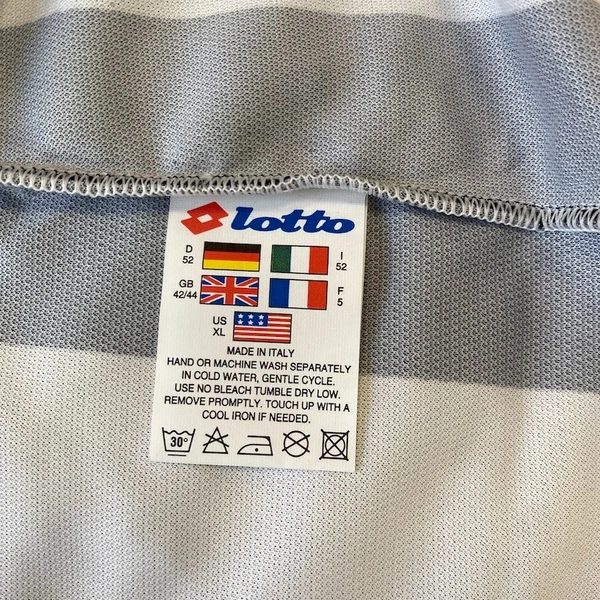 lotto
D 52 I 52
GB 42/44 F 5
US XL
MADE IN ITALY
HAND OR MACHINE WASH SEPARATELY
IN COLD WATER, GENTLE CYCLE.
USE NO BLEACH TUMBLE DRY LOW.
REMOVE PROMPTLY. TOUCH UP WITH A
COOL IRON IF NEEDED.
30°